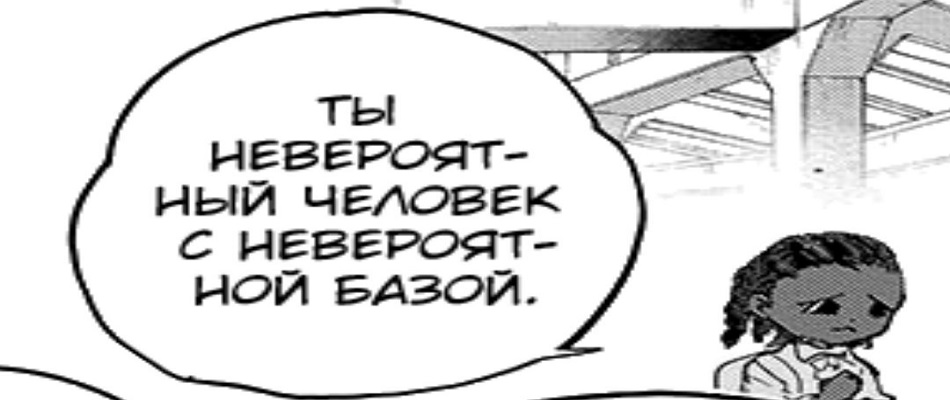 ТЫ
НЕВЕРОЯТ-
НЫЙ ЧЕЛОВЕК
С НЕВЕРОЯТ-
НОЙ БАЗОЙ.